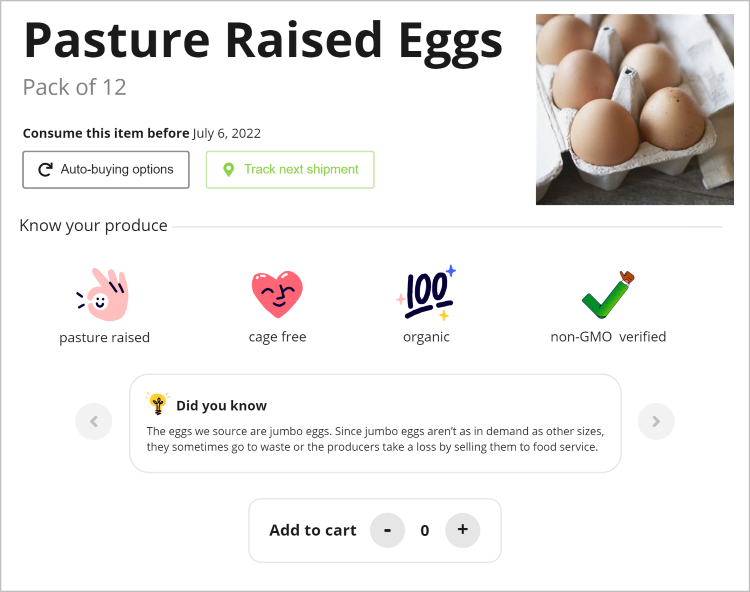 Pasture Raised Eggs
Pack of 12
Consume this item before July 6, 2022
Auto-buying options
Track next shipment
Know your produce
100
pasture raised
cage free
organic
non-GMO verified
Did you know
The eggs we source are jumbo eggs. Since jumbo eggs aren’t as in demand as other sizes,
they sometimes go to waste or the producers take a loss by selling them to food service.
Add to cart - 0 +